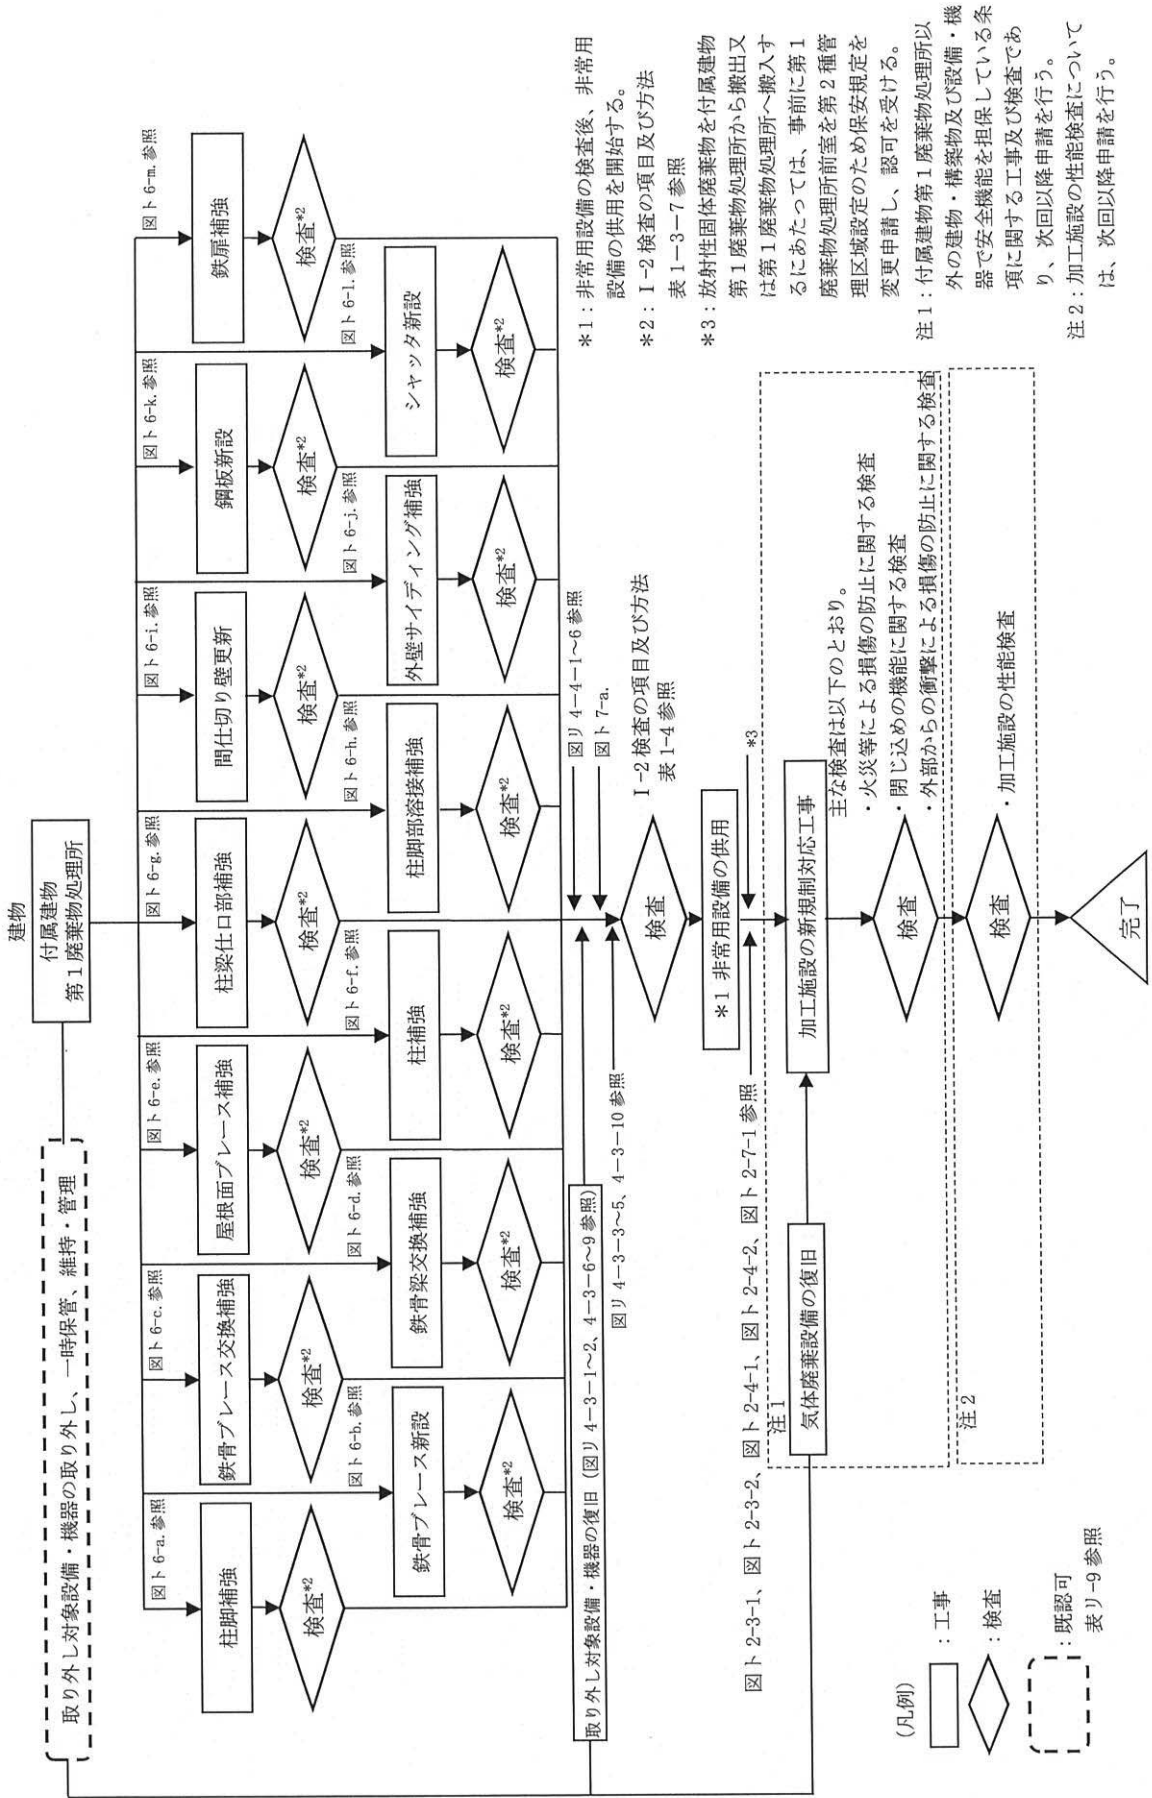 建物
付属建物
第1廃棄物処理所
取り外し対象設備・機器の取り外し、一時保管、維持・管理
図ト6-a.参照
柱脚補強
検査*2
図ト6-b.参照
鉄骨ブレース新設
検査*2
図ト6-c.参照
鉄骨ブレース交換補強
検査*2
図ト6-d.参照
鉄骨梁交換補強
検査*2
図ト6-e.参照
屋根面ブレース補強
検査*2
図ト6-f.参照
柱補強
検査*2
図ト6-g.参照
柱梁仕口部補強
検査*2
図ト6-h.参照
柱脚部溶接補強
検査*2
図ト6-i.参照
間仕切り壁更新
検査*2
図ト6-j.参照
外壁サイディング補強
検査*2
図ト6-k.参照
鋼板新設
検査*2
図ト6-l.参照
シャッタ新設
検査*2
図ト6-m.参照
鉄扉補強
検査*2
取り外し対象設備・機器の復旧（図リ4-3-1～2、4-3-6～9参照）
図リ4-4-1～6参照
図ト7-a.
図リ4-3-3～5、4-3-10参照
検査
I-2 検査の項目及び方法
表1-4参照
*1 非常用設備の供用
*3
図ト2-3-1、図ト2-3-2、図ト2-4-1、図ト2-4-2、図ト2-7-1参照
注1
気体廃棄設備の復旧
加工施設の新規制対応工事
主な検査は以下のとおり。
・火災等による損傷の防止に関する検査
・閉じ込めの機能に関する検査
・外部からの衝撃による損傷の防止に関する検査
検査
注2
検査
・加工施設の性能検査
完了
*1：非常用設備の検査後、非常用
設備の供用を開始する。
*2：I-2 検査の項目及び方法
表1-3-7参照
*3：放射性固体廃棄物を付属建物
第1廃棄物処理所から搬出又
は第1廃棄物処理所へ搬入す
るにあたっては、事前に第1
廃棄物処理所前室を第2種管
理区域設定のため保安規定を
変更申請し、認可を受ける。
注1：付属建物第1廃棄物処理所以
外の建物・構築物及び設備・機
器で安全機能を担保している条
項に関する工事及び検査であ
り、次回以降申請を行う。
注2：加工施設の性能検査について
は、次回以降申請を行う。
(凡例)
：工事
：検査
：既認可
表リ-9参照